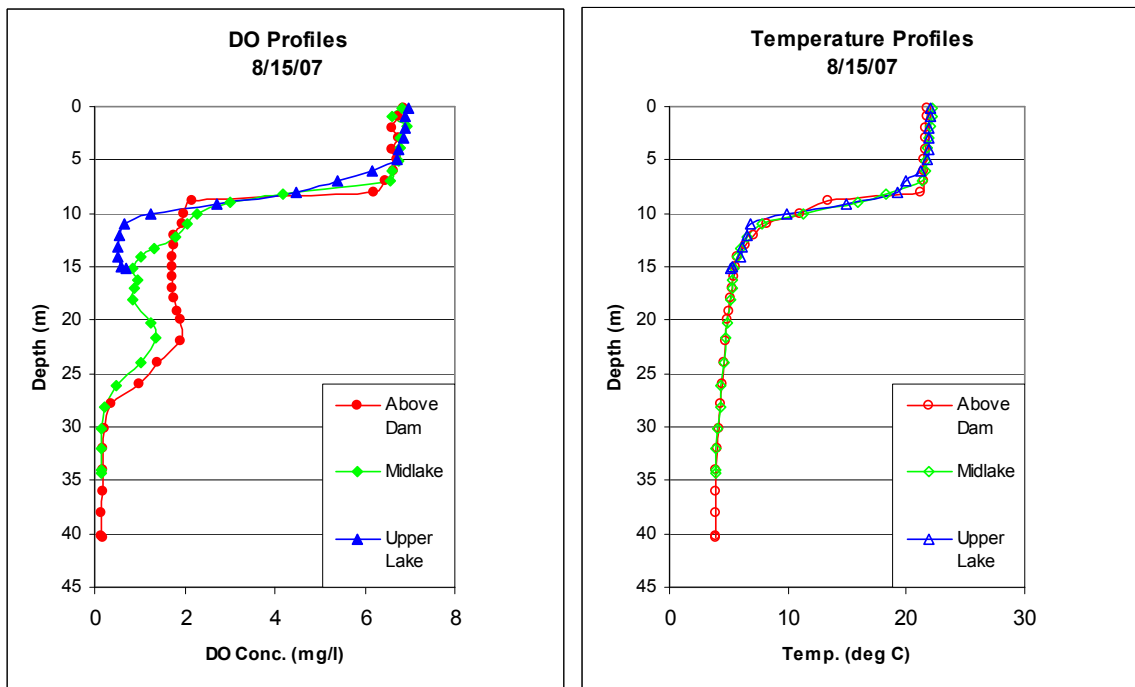 DO Profiles
8/15/07
0
5
10
15
20
25
30
35
40
45
Depth (m)
0
2
4
6
8
DO Conc. (mg/l)
Above
Dam
Midlake
Upper
Lake
Temperature Profiles
8/15/07
0
5
10
15
20
25
30
35
40
45
Depth (m)
0
10
20
30
Temp. (deg C)
Above
Dam
Midlake
Upper
Lake